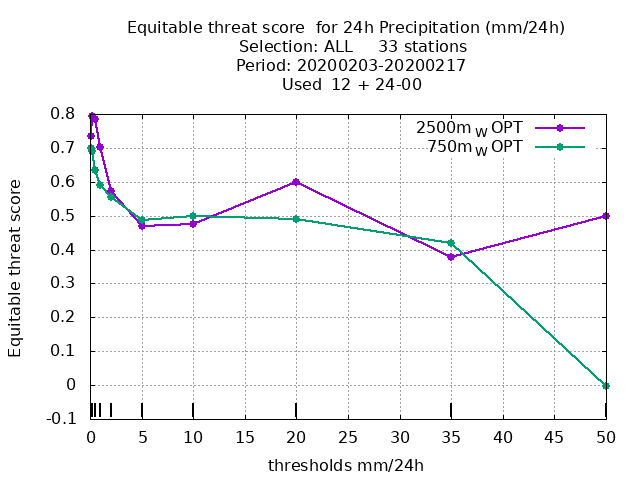 Equitable threat score  for 24h Precipitation (mm/24h)
Selection: ALL     33 stations
Period: 20200203-20200217
Used  12 + 24-00
2500m W OPT
750m W OPT
0.8
0.7
0.6
0.5
0.4
0.3
0.2
0.1
0
-0.1
Equitable threat score
0 5 10 15 20 25 30 35 40 45 50
thresholds mm/24h